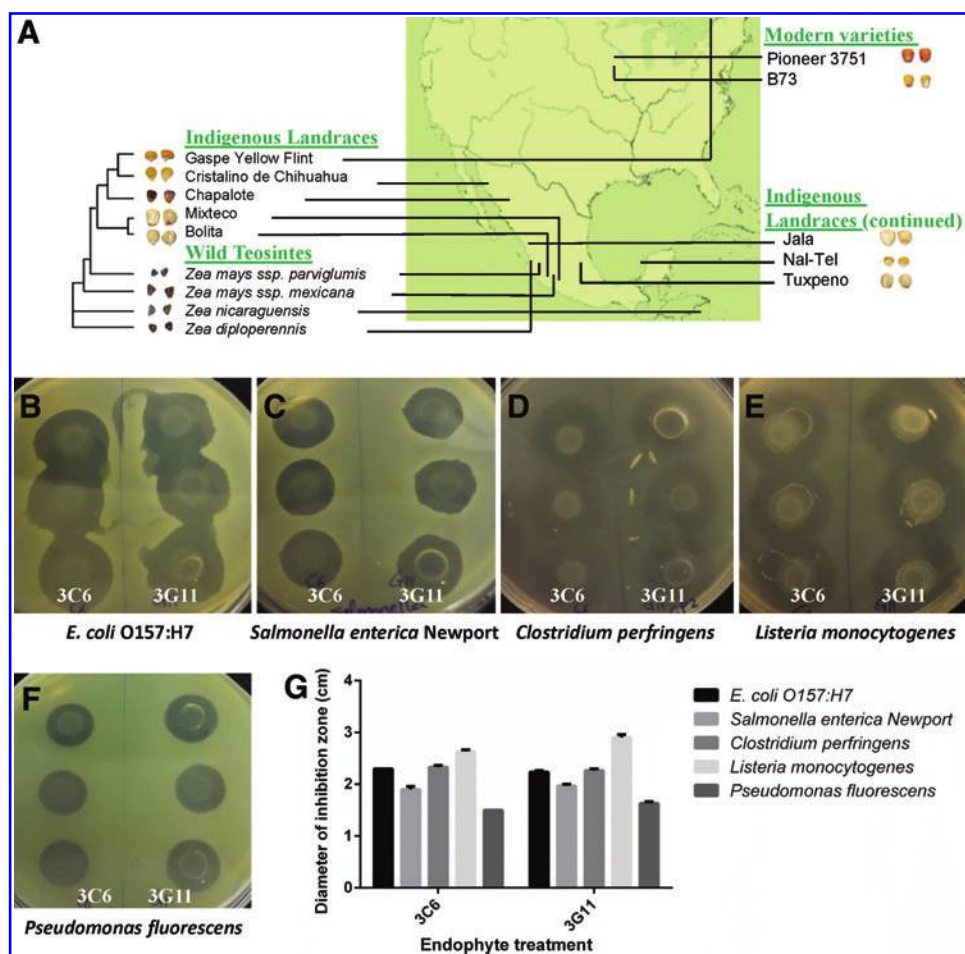 A
Modern varieties
Pioneer 3751
B73
Indigenous Landraces
Gaspe Yellow Flint
Cristalino de Chihuahua
Chapalote
Mixteco
Bolita
Wild Teosintes
Zea mays ssp. parviglumis
Zea mays ssp. mexicana
Zea nicaraguensis
Zea diploperennis
Indigenous
Landraces (continued)
Jala
Nal-Tel
Tuxpeno
B
3C6 3G11
E. coli O157:H7
C
3C6 3G11
Salmonella enterica Newport
D
3C6 3G11
Clostridium perfringens
E
3C6 3G11
Listeria monocytogenes
F
3C6 3G11
Pseudomonas fluorescens
G
Diameter of inhibition zone (cm)
4
3
2
1
0
3C6
3G11
Endophyte treatment
E. coli O157:H7
Salmonella enterica Newport
Clostridium perfringens
Listeria monocytogenes
Pseudomonas fluorescens